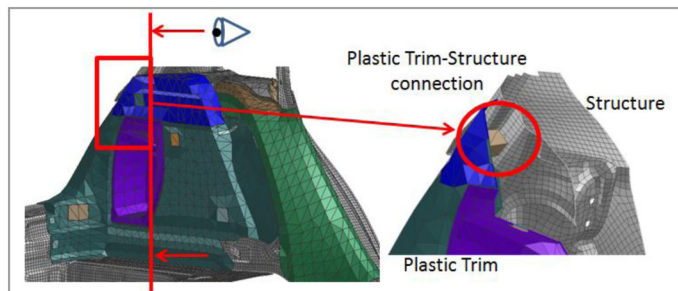 Plastic Trim-Structure
connection
Structure
Plastic Trim